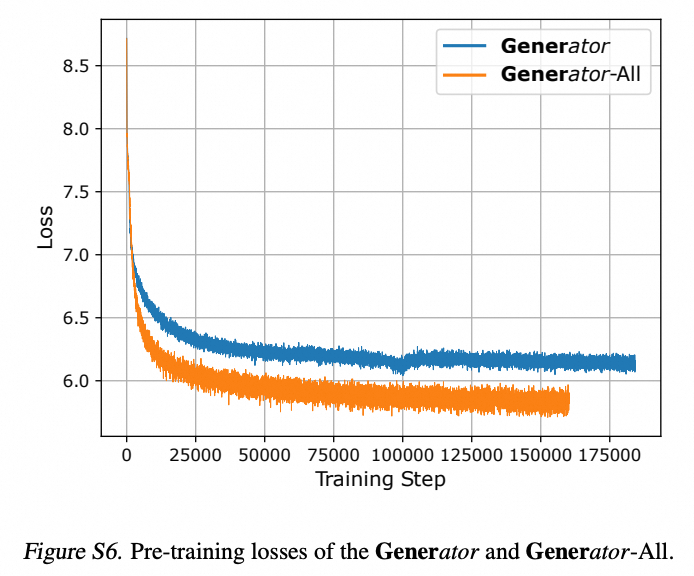 Generator
Generator-All
8.5
8.0
7.5
7.0
6.5
6.0
Loss
0 25000 50000 75000 100000 125000 150000 175000
Training Step
Figure S6. Pre-training losses of the Generator and Generator-All.